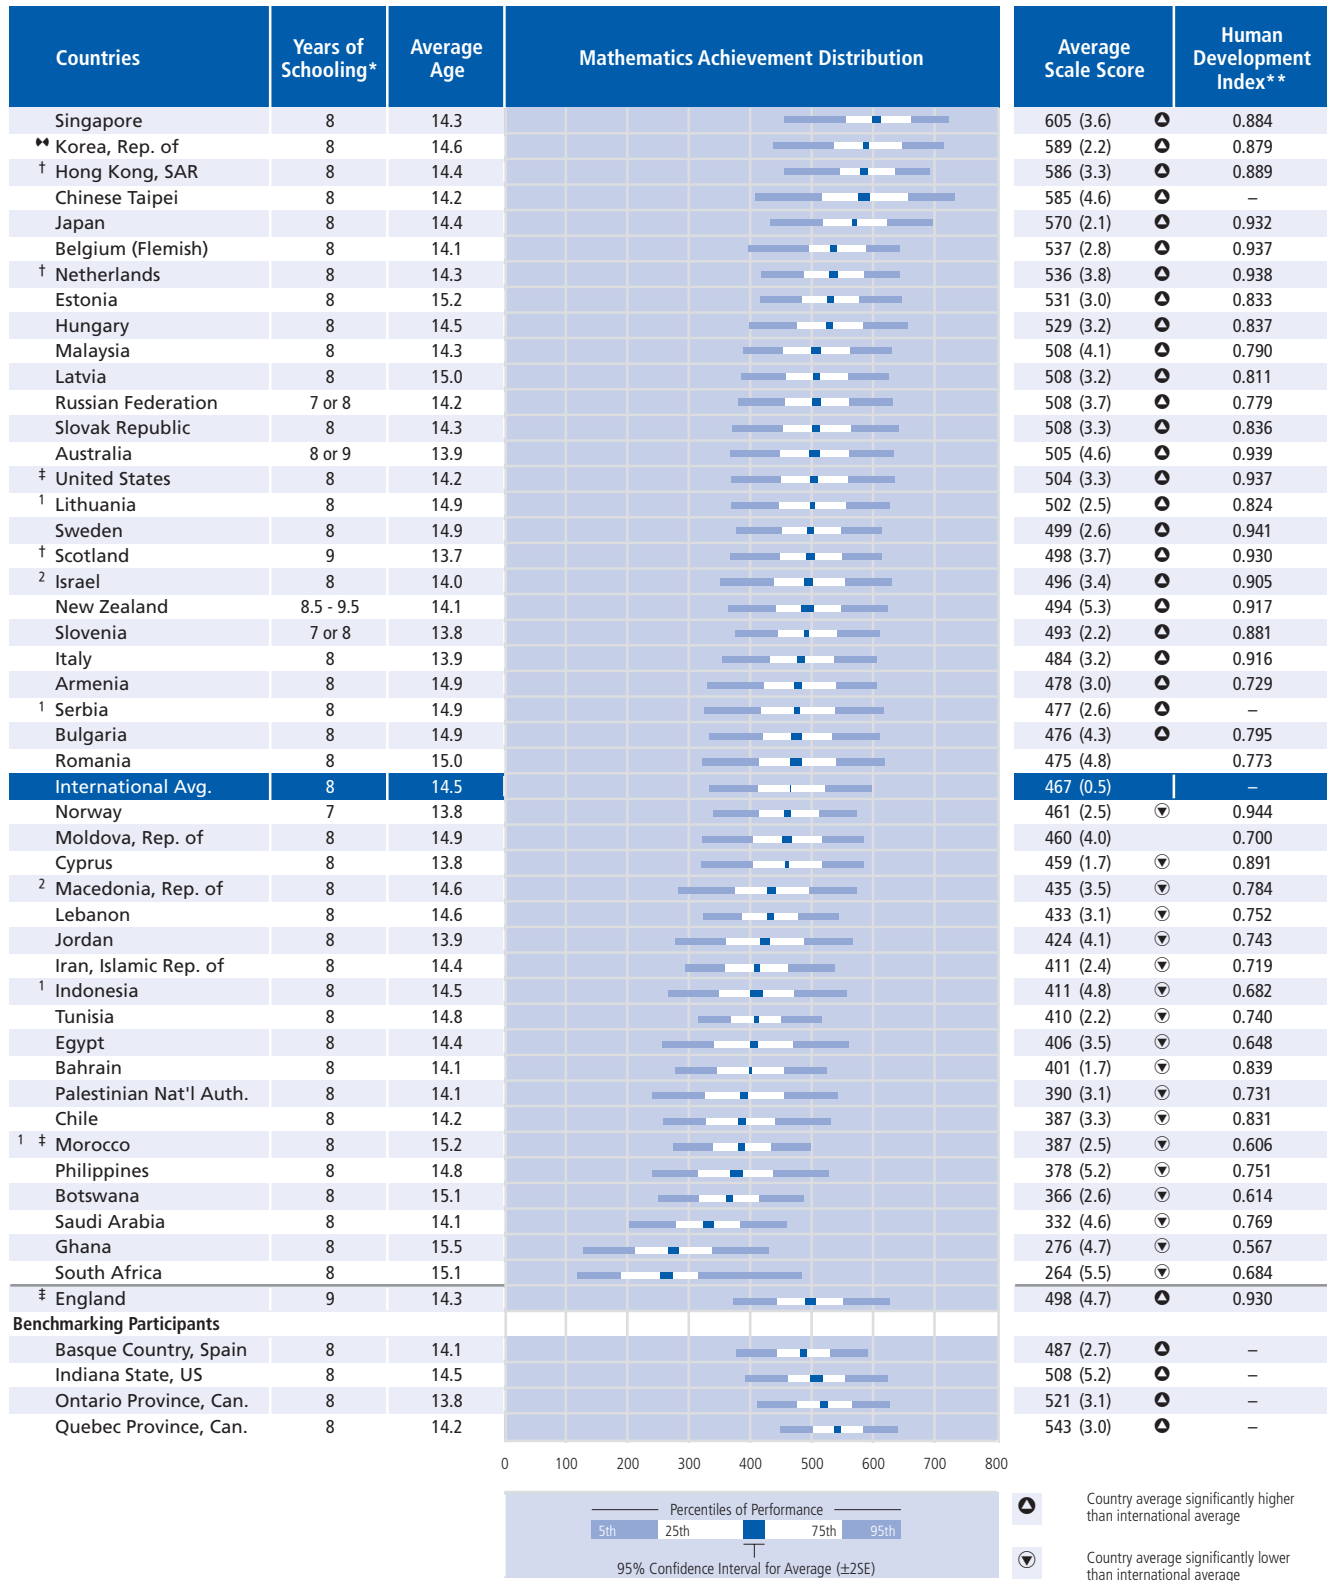 Countries Years of Schooling* Average Age Mathematics Achievement Distribution Average Scale Score Human Development Index**
Singapore 8 14.3 605 (3.6) 0.884
Korea, Rep. of 8 14.6 589 (2.2) 0.879
† Hong Kong, SAR 8 14.4 586 (3.3) 0.889
Chinese Taipei 8 14.2 585 (4.6) –
Japan 8 14.4 570 (2.1) 0.932
Belgium (Flemish) 8 14.1 537 (2.8) 0.937
† Netherlands 8 14.3 536 (3.8) 0.938
Estonia 8 15.2 531 (3.0) 0.833
Hungary 8 14.5 529 (3.2) 0.837
Malaysia 8 14.3 508 (4.1) 0.790
Latvia 8 15.0 508 (3.2) 0.811
Russian Federation 7 or 8 14.2 508 (3.7) 0.779
Slovak Republic 8 14.3 508 (3.3) 0.836
Australia 8 or 9 13.9 505 (4.6) 0.939
‡ United States 8 14.2 504 (3.3) 0.937
1 Lithuania 8 14.9 502 (2.5) 0.824
Sweden 8 14.9 499 (2.6) 0.941
† Scotland 9 13.7 498 (3.7) 0.930
2 Israel 8 14.0 496 (3.4) 0.905
New Zealand 8.5 - 9.5 14.1 494 (5.3) 0.917
Slovenia 7 or 8 13.8 493 (2.2) 0.881
Italy 8 13.9 484 (3.2) 0.916
Armenia 8 14.9 478 (3.0) 0.729
1 Serbia 8 14.9 477 (2.6) –
Bulgaria 8 14.9 476 (4.3) 0.795
Romania 8 15.0 475 (4.8) 0.773
International Avg. 8 14.5 467 (0.5) –
Norway 7 13.8 461 (2.5) 0.944
Moldova, Rep. of 8 14.9 460 (4.0) 0.700
Cyprus 8 13.8 459 (1.7) 0.891
2 Macedonia, Rep. of 8 14.6 435 (3.5) 0.784
Lebanon 8 14.6 433 (3.1) 0.752
Jordan 8 13.9 424 (4.1) 0.743
Iran, Islamic Rep. of 8 14.4 411 (2.4) 0.719
1 Indonesia 8 14.5 411 (4.8) 0.682
Tunisia 8 14.8 410 (2.2) 0.740
Egypt 8 14.4 406 (3.5) 0.648
Bahrain 8 14.1 401 (1.7) 0.839
Palestinian Nat'l Auth. 8 14.1 390 (3.1) 0.731
Chile 8 14.2 387 (3.3) 0.831
1 ‡ Morocco 8 15.2 387 (2.5) 0.606
Philippines 8 14.8 378 (5.2) 0.751
Botswana 8 15.1 366 (2.6) 0.614
Saudi Arabia 8 14.1 332 (4.6) 0.769
Ghana 8 15.5 276 (4.7) 0.567
South Africa 8 15.1 264 (5.5) 0.684
‡ England 9 14.3 498 (4.7) 0.930
Benchmarking Participants
Basque Country, Spain 8 14.1 487 (2.7) –
Indiana State, US 8 14.5 508 (5.2) –
Ontario Province, Can. 8 13.8 521 (3.1) –
Quebec Province, Can. 8 14.2 543 (3.0) –
0 100 200 300 400 500 600 700 800
Percentiles of Performance
5th 25th 75th 95th
95% Confidence Interval for Average (±2SE)
Country average significantly higher
than international average
Country average significantly lower
than international average